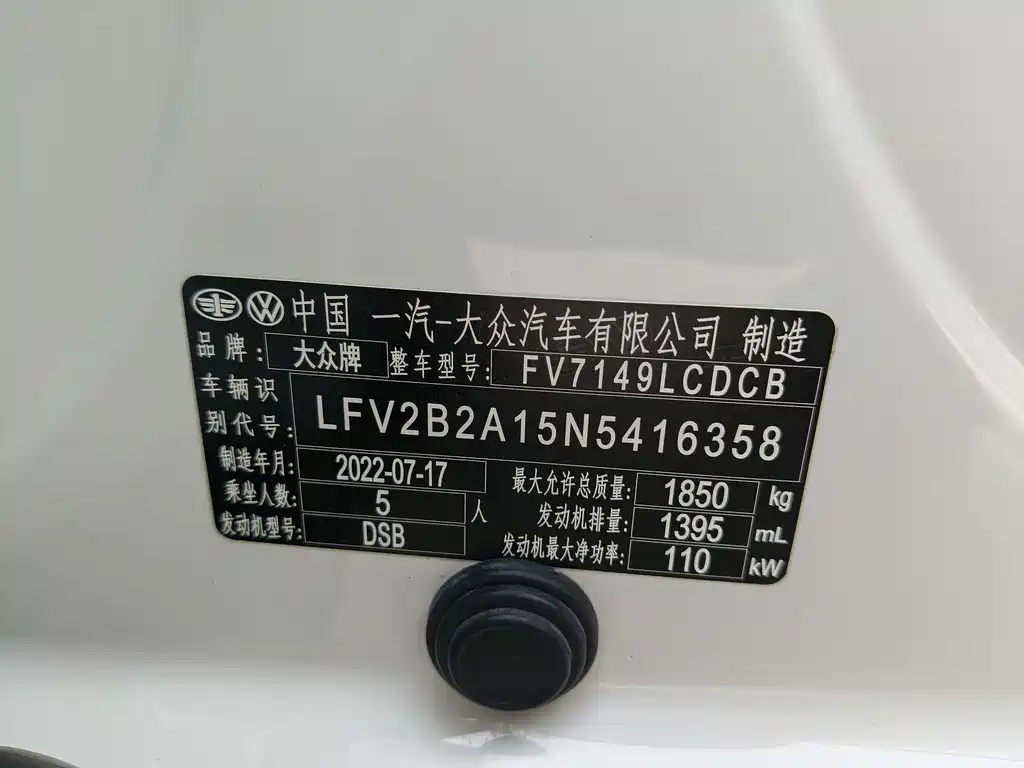 中国 一汽-大众汽车有限公司 制造
品牌: 大众牌 整车型号: FV7149LCDCB
车辆识别代号: LFV2B2A15N5416358
制造年月: 2022-07-17 最大允许总质量: 1850 kg
乘坐人数: 5 人 发动机排量: 1395 mL
发动机型号: DSB 发动机最大净功率: 110 kW